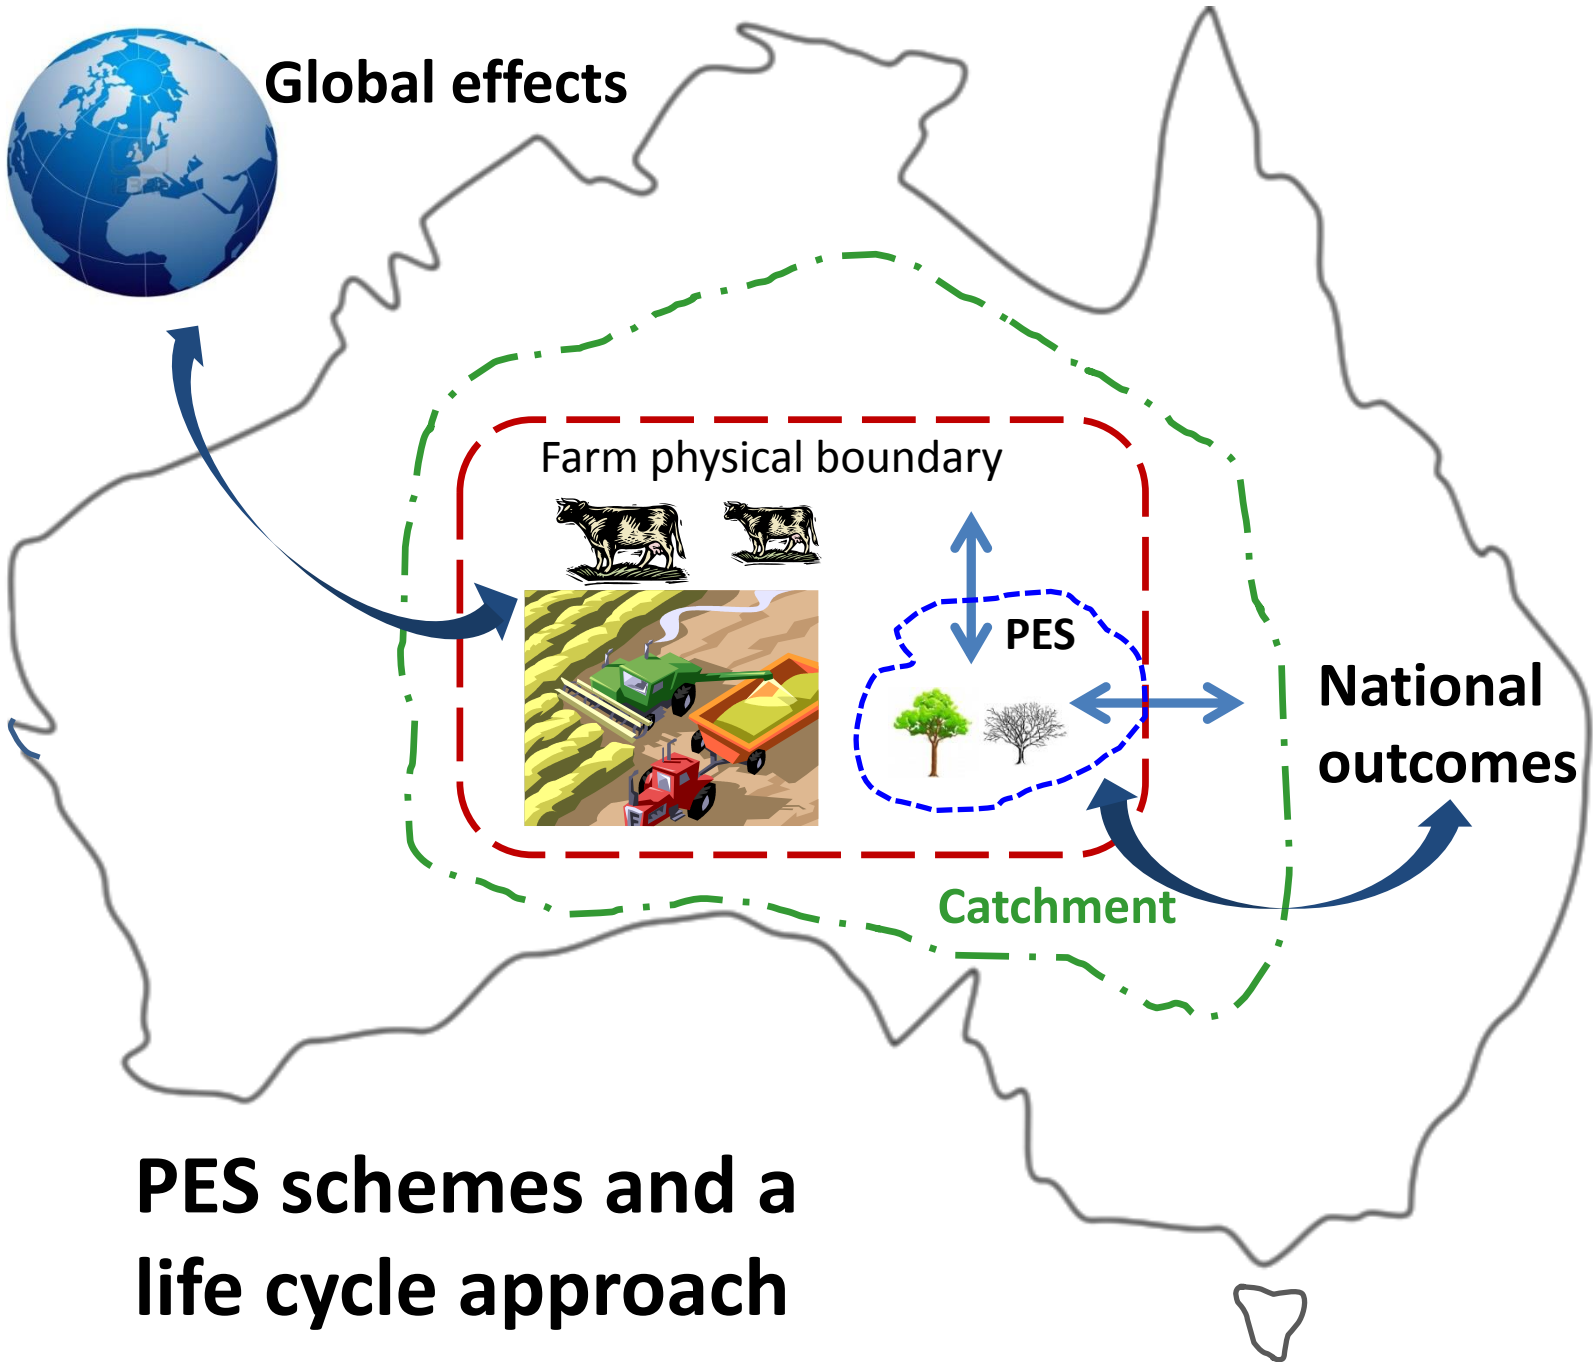 Global effects
Farm physical boundary
PES
National
outcomes
Catchment
PES schemes and a
life cycle approach